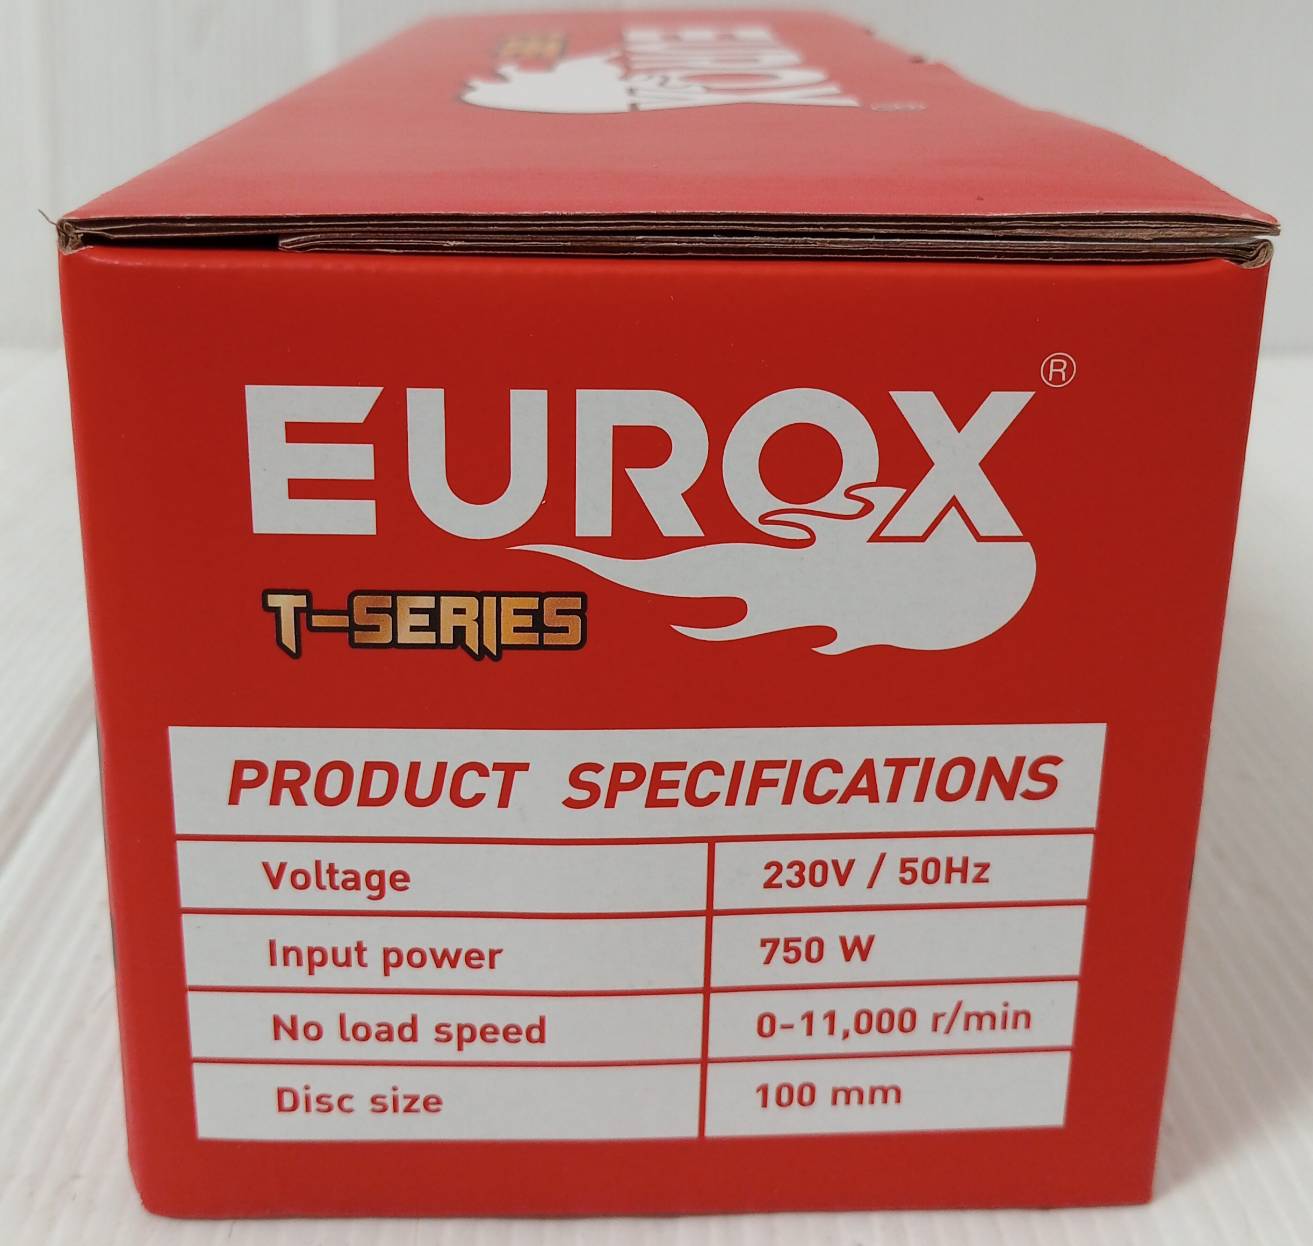 EUROX
EUROX ®
T-SERIES
PRODUCT SPECIFICATIONS
Voltage 230V / 50Hz
Input power 750 W
No load speed 0-11,000 r/min
Disc size 100 mm